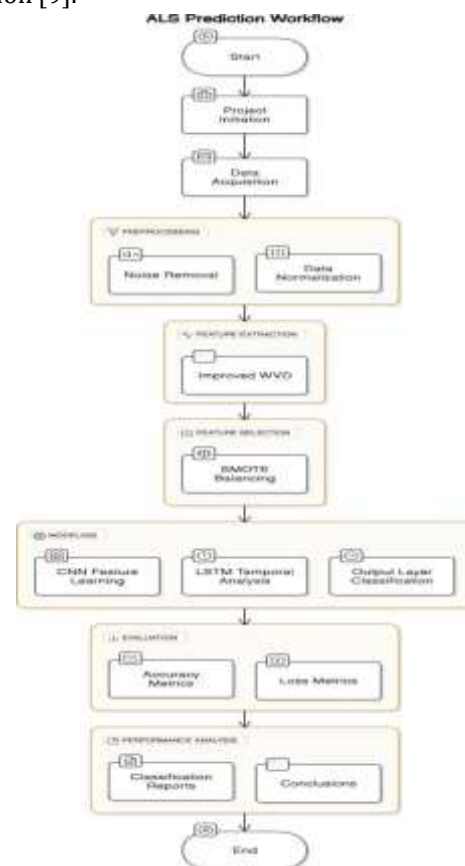 ion [9].
ALS Prediction Workflow
Start
Project
Initiation
Data
Acquisition
PREPROCESSING
Noise Removal
Data
Normalization
FEATURE EXTRACTION
Improved WVD
FEATURE SELECTION
SMOTE
Balancing
MODELING
CNN Feature
Learning
LSTM Temporal
Analysis
Output Layer
Classification
EVALUATION
Accuracy
Metrics
Loss Metrics
PERFORMANCE ANALYSIS
Classification
Reports
Conclusions
End